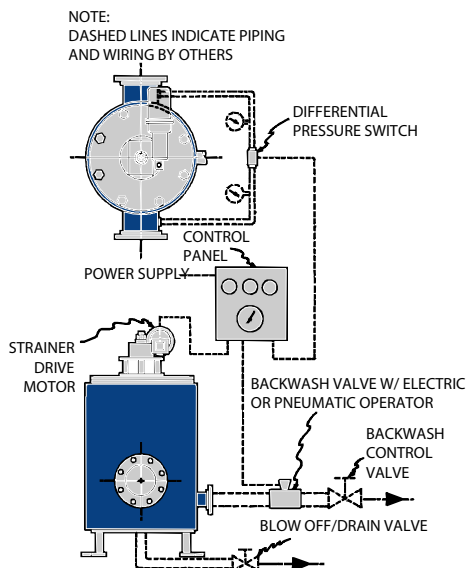 NOTE:
DASHED LINES INDICATE PIPING
AND WIRING BY OTHERS
DIFFERENTIAL
PRESSURE SWITCH
CONTROL
PANEL
POWER SUPPLY
STRAINER
DRIVE
MOTOR
BACKWASH VALVE W/ ELECTRIC
OR PNEUMATIC OPERATOR
BACKWASH
CONTROL
VALVE
BLOW OFF/DRAIN VALVE